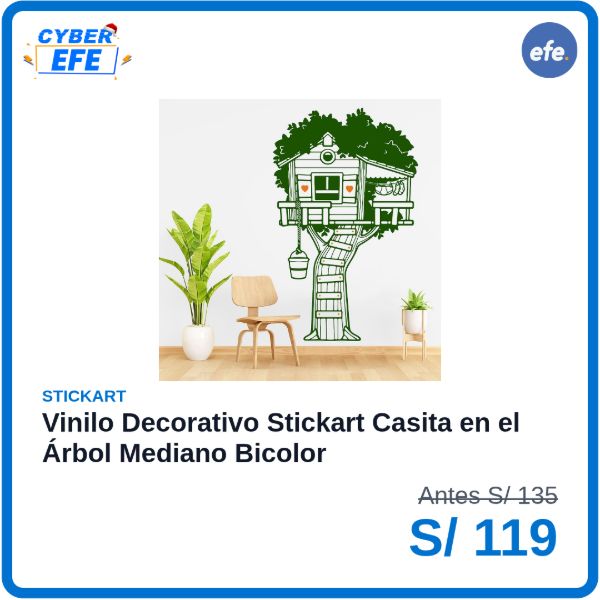 CYBER
EFE
efe.
STICKART
Vinilo Decorativo Stickart Casita en el
Árbol Mediano Bicolor
Antes S/ 135
S/ 119